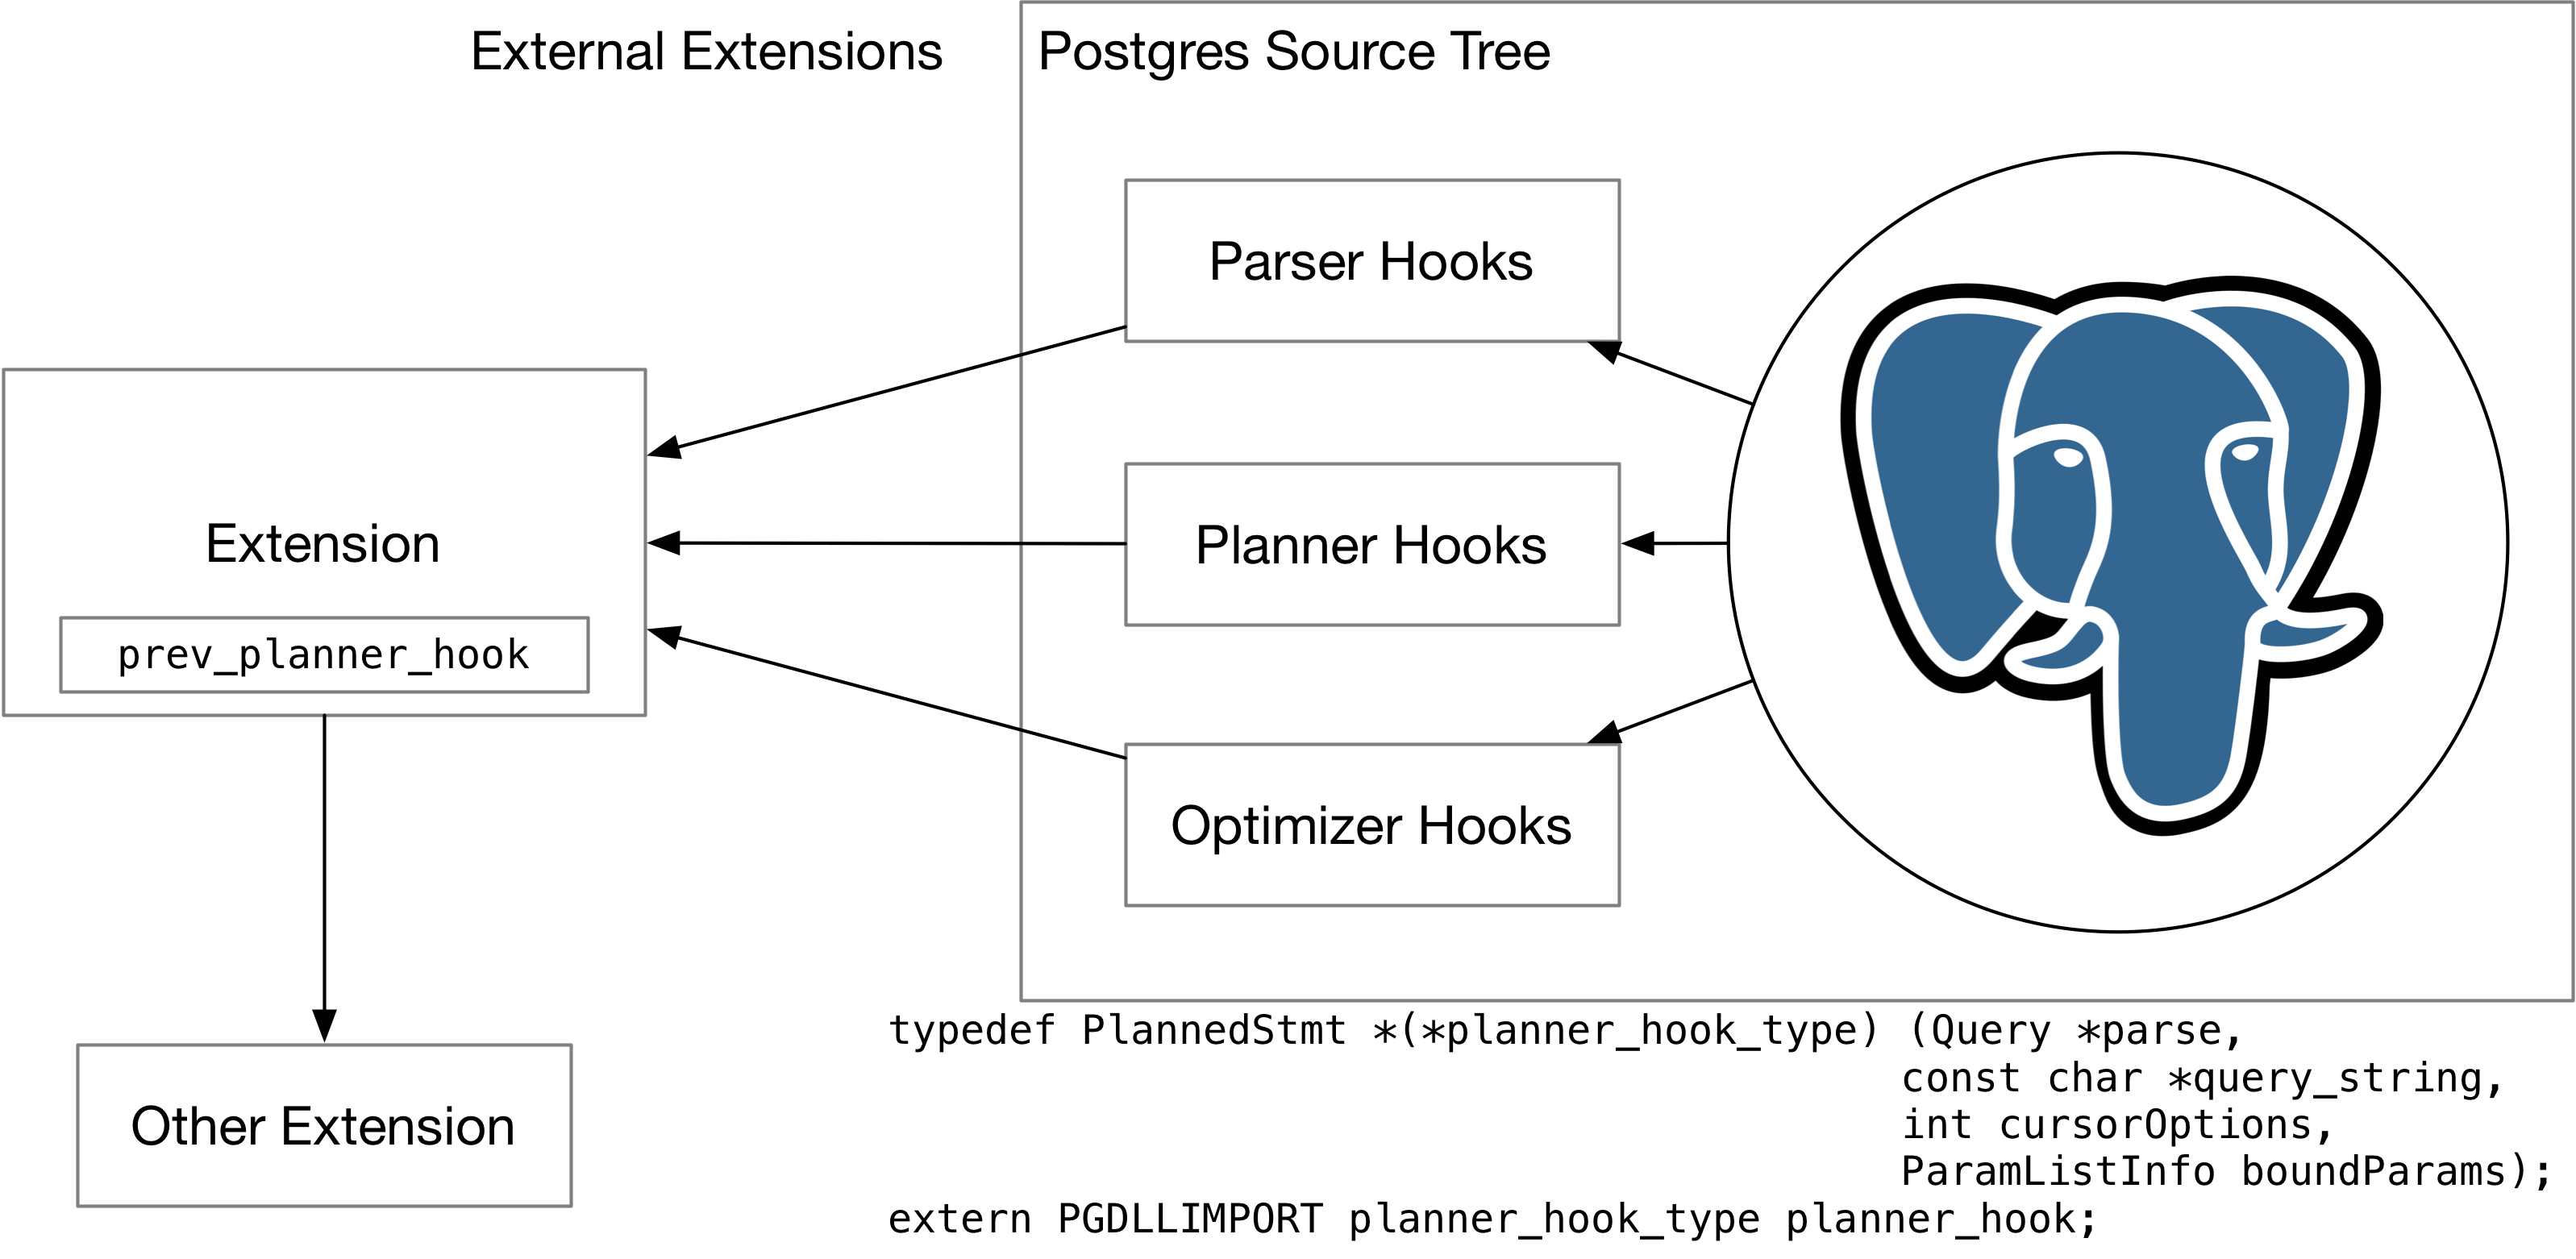 External Extensions
Postgres Source Tree
Parser Hooks
Extension
Planner Hooks
prev_planner_hook
Optimizer Hooks
Other Extension
typedef PlannedStmt *(*planner_hook_type) (Query *parse,
const char *query_string,
int cursorOptions,
ParamListInfo boundParams);
extern PGDLLIMPORT planner_hook_type planner_hook;